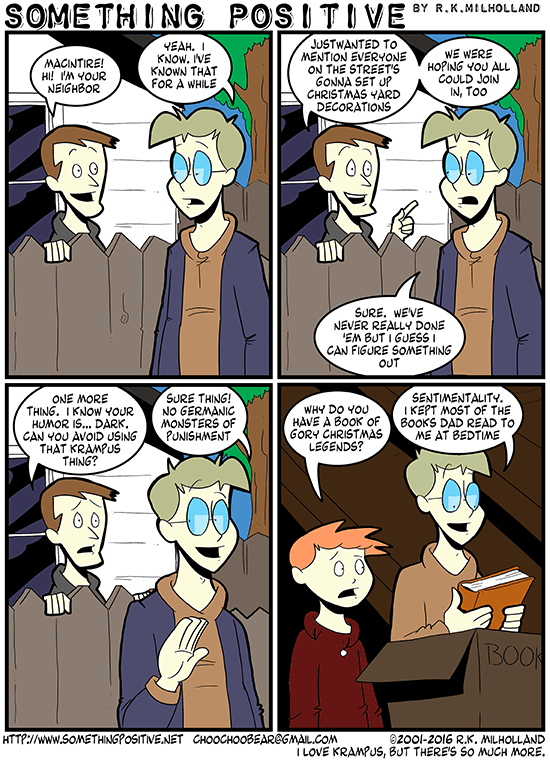 SOMETHING POSITIVE BY R.K.MILHOLLAND
MACINTIRE!
HI! I'M YOUR
NEIGHBOR
YEAH. I
KNOW. I'VE
KNOWN THAT
FOR A WHILE
JUSTWANTED TO
MENTION EVERYONE
ON THE STREET'S
GONNA SET UP
CHRISTMAS YARD
DECORATIONS
WE WERE
HOPING YOU ALL
COULD JOIN
IN, TOO
SURE. WE'VE
NEVER REALLY DONE
'EM BUT I GUESS I
CAN FIGURE SOMETHING
OUT
ONE MORE
THING. I KNOW YOUR
HUMOR IS... DARK.
CAN YOU AVOID USING
THAT KRAMPUS
THING?
SURE THING!
NO GERMANIC
MONSTERS OF
PUNISHMENT
WHY DO YOU
HAVE A BOOK OF
GORY CHRISTMAS
LEGENDS?
SENTIMENTALITY.
I KEPT MOST OF THE
BOOKS DAD READ TO
ME AT BEDTIME
BOOK
HTTP://WWW.SOMETHINGPOSITIVE.NET CHOOCHOOBEAR@GMAIL.COM ©2001-2016 R.K. MILHOLLAND
I LOVE KRAMPUS, BUT THERE'S SO MUCH MORE.